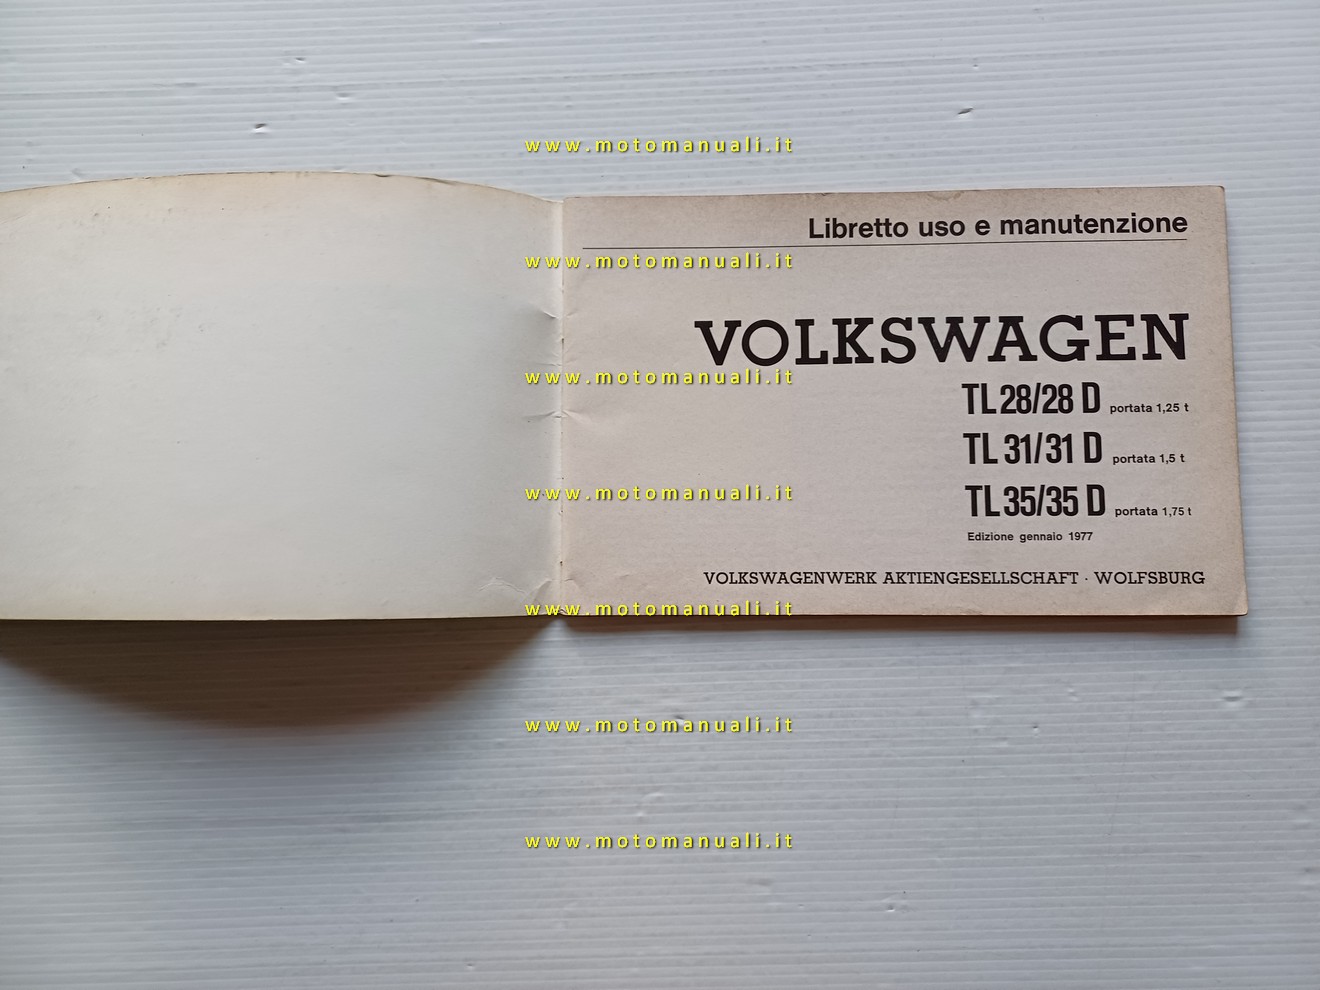 www.motomanuali.it
Libretto uso e manutenzione
www.motomanuali.it
VOLKSWAGEN
www.motomanuali.it
TL 28/28 D portata 1,25 t
TL 31/31 D portata 1,5 t
www.motomanuali.it
TL 35/35 D portata 1,75 t
Edizione gennaio 1977
VOLKSWAGENWERK AKTIENGESELLSCHAFT · WOLFSBURG
www.motomanuali.it
www.motomanuali.it
www.motomanuali.it